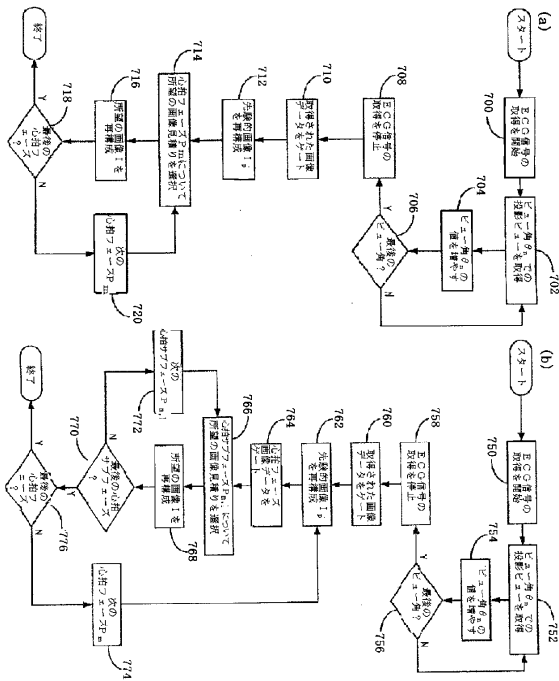 (a)
スタート
ECG信号の
取得を開始
700
ビュー角θnでの
投影ビューを取得
702
ビュー角θnの
値を増やす
704
最後の
ビュー角?
706
Y
N
ECG信号の
取得を停止
708
取得された画像
データをゲート
710
先験的画像Ip
を再構成
712
心拍フェーズPmについて
所望の画像見積りを選択
714
所望の画像Iを
再構成
716
最後の
心拍フェ
ーズ?
718
Y
N
次の
心拍フェーズPm
720
終了
(b)
スタート
ECG信号の
取得を開始
750
ビュー角θnでの
投影ビューを取得
752
ビュー角θnの
値を増やす
754
最後の
ビュー角?
756
Y
N
ECG信号の
取得を停止
758
取得された画像
データをゲート
760
先験的画像Ip
を再構成
762
心拍フェーズ
画像データを
ゲート
764
心拍サブフェーズPm,lについて
所望の画像見積りを選択
766
所望の画像Iを
再構成
768
最後の心拍
サブフェーズ
?
770
N
Y
次の
心拍サブフェーズPm,l
772
最後の
心拍フ
ェーズ
?
776
Y
N
次の
心拍フェーズPm
774
終了